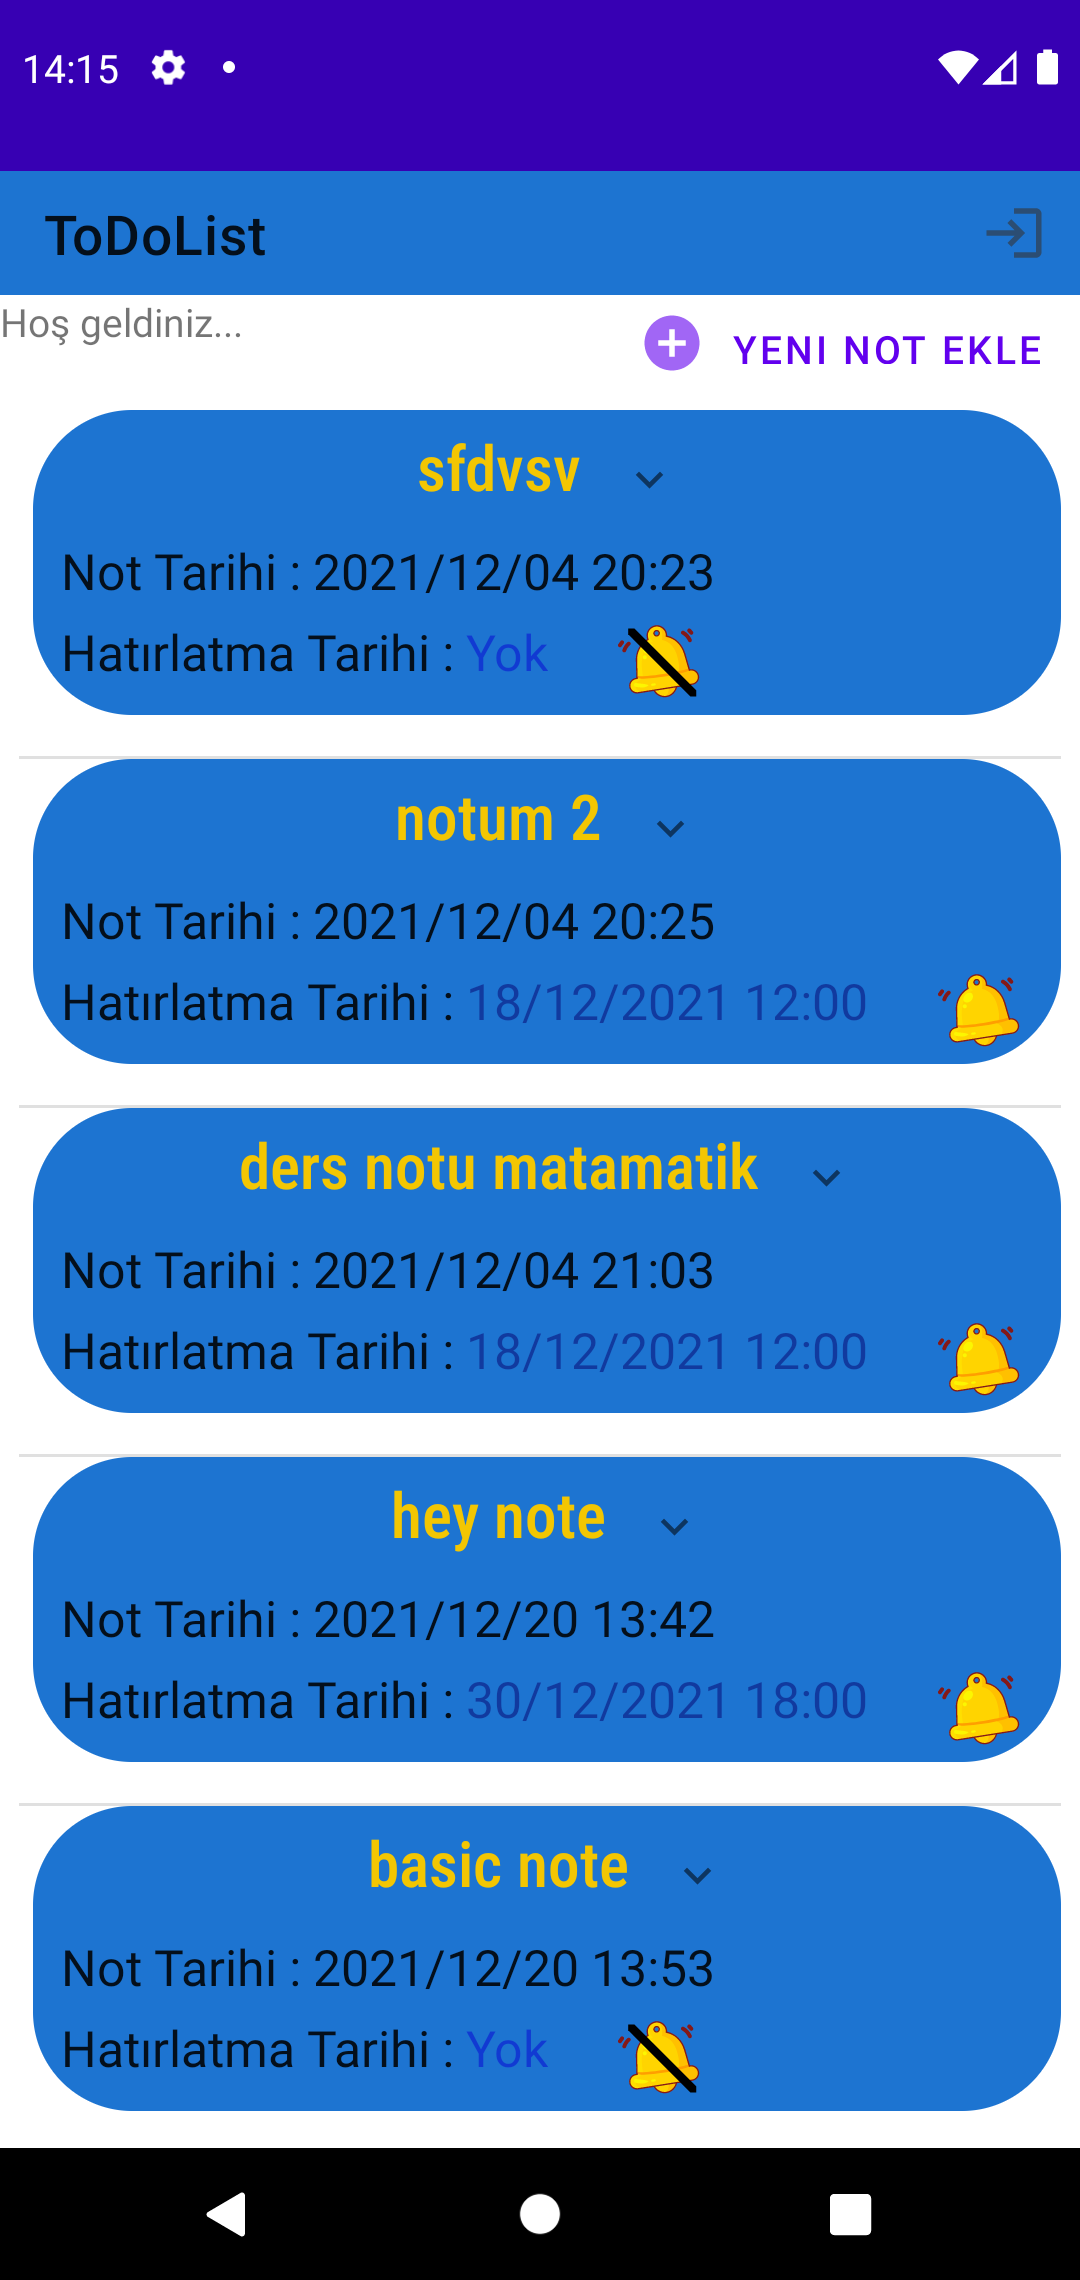 14:15
ToDoList
Hoş geldiniz...
YENI NOT EKLE
sfdvsv
Not Tarihi : 2021/12/04 20:23
Hatırlatma Tarihi : Yok
notum 2
Not Tarihi : 2021/12/04 20:25
Hatırlatma Tarihi : 18/12/2021 12:00
ders notu matamatik
Not Tarihi : 2021/12/04 21:03
Hatırlatma Tarihi : 18/12/2021 12:00
hey note
Not Tarihi : 2021/12/20 13:42
Hatırlatma Tarihi : 30/12/2021 18:00
basic note
Not Tarihi : 2021/12/20 13:53
Hatırlatma Tarihi : Yok